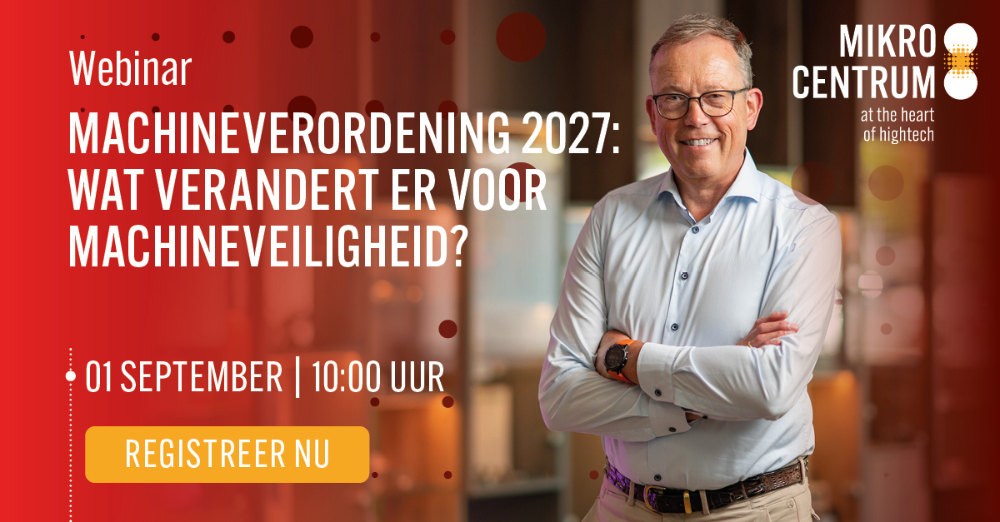 Webinar
MACHINEVERORDENING 2027:
WAT VERANDERT ER VOOR
MACHINEVEILIGHEID?
01 SEPTEMBER | 10:00 UUR
REGISTREER NU
MIKRO
CENTRUM
at the heart
of hightech